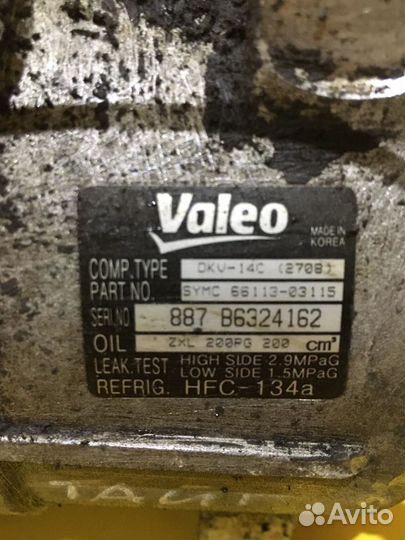 Valeo
MADE IN
KOREA
COMP.TYPE DKV-14C (270B)
PART NO. SYMC 66113-03115
SERI.NO 887 B6324162
OIL ZXL 200PG 200 cm³
LEAK.TEST HIGH SIDE 2.9MPaG
LOW SIDE 1.5MPaG
REFRIG. HFC-134a
Avito